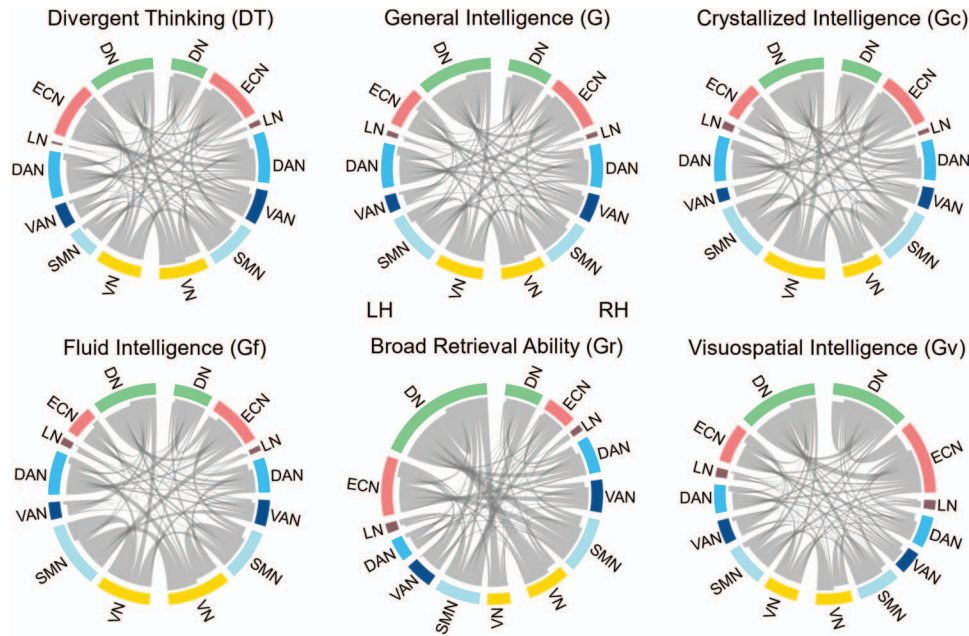 Divergent Thinking (DT)
DN
DN
ECN
ECN
LN
LN
DAN
DAN
VAN
VAN
SMN
SMN
VN
VN
General Intelligence (G)
DN
DN
ECN
ECN
LN
LN
DAN
DAN
VAN
VAN
SMN
SMN
VN
VN
Crystallized Intelligence (Gc)
DN
DN
ECN
ECN
LN
LN
DAN
DAN
VAN
VAN
SMN
SMN
VN
VN
LH
RH
Fluid Intelligence (Gf)
DN
DN
ECN
ECN
LN
LN
DAN
DAN
VAN
VAN
SMN
SMN
VN
VN
Broad Retrieval Ability (Gr)
DN
DN
ECN
ECN
LN
LN
DAN
DAN
VAN
VAN
SMN
SMN
VN
VN
Visuospatial Intelligence (Gv)
DN
DN
ECN
ECN
LN
LN
DAN
DAN
VAN
VAN
SMN
SMN
VN
VN